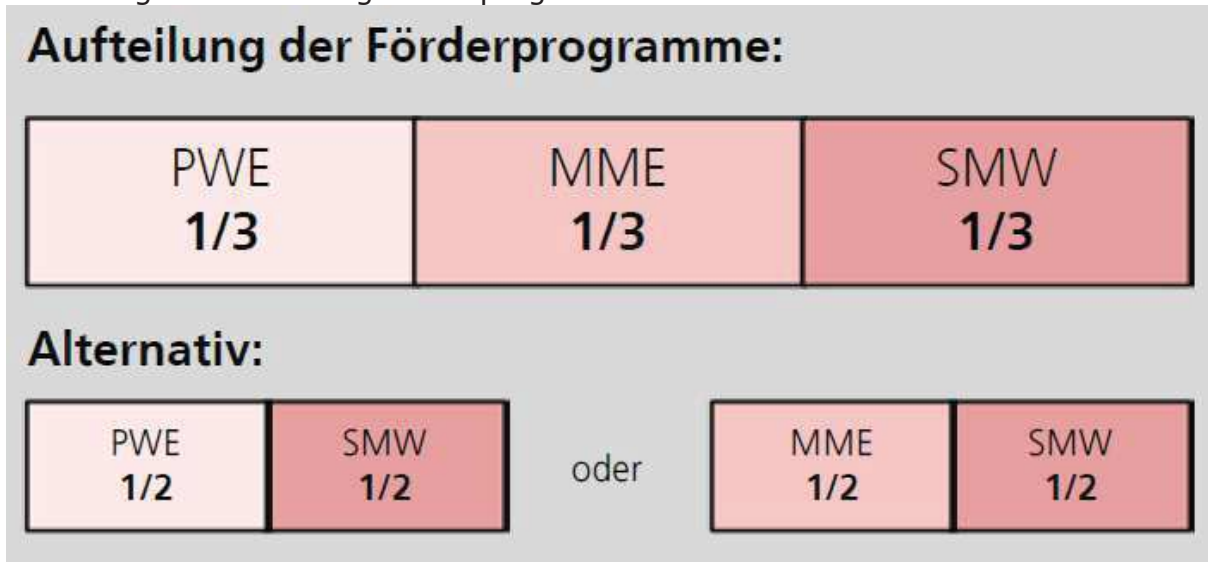 Aufteilung der Förderprogramme:
PWE MME SMW
1/3 1/3 1/3
Alternativ:
PWE SMW oder MME SMW
1/2 1/2 1/2 1/2